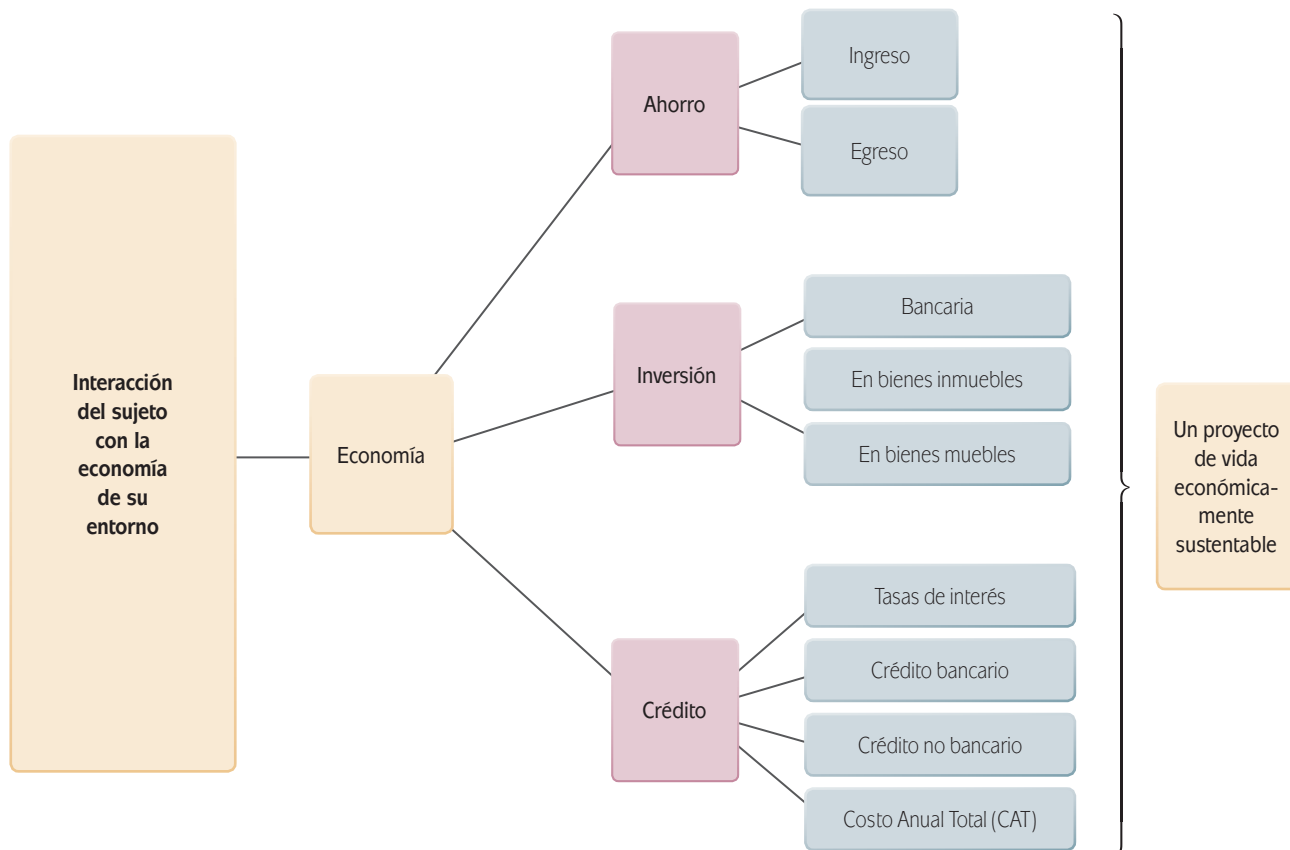 Interacción
del sujeto
con la
economía
de su
entorno
Economía
Ahorro
Ingreso
Egreso
Inversión
Bancaria
En bienes inmuebles
En bienes muebles
Crédito
Tasas de interés
Crédito bancario
Crédito no bancario
Costo Anual Total (CAT)
Un proyecto
de vida
económica-
mente
sustentable